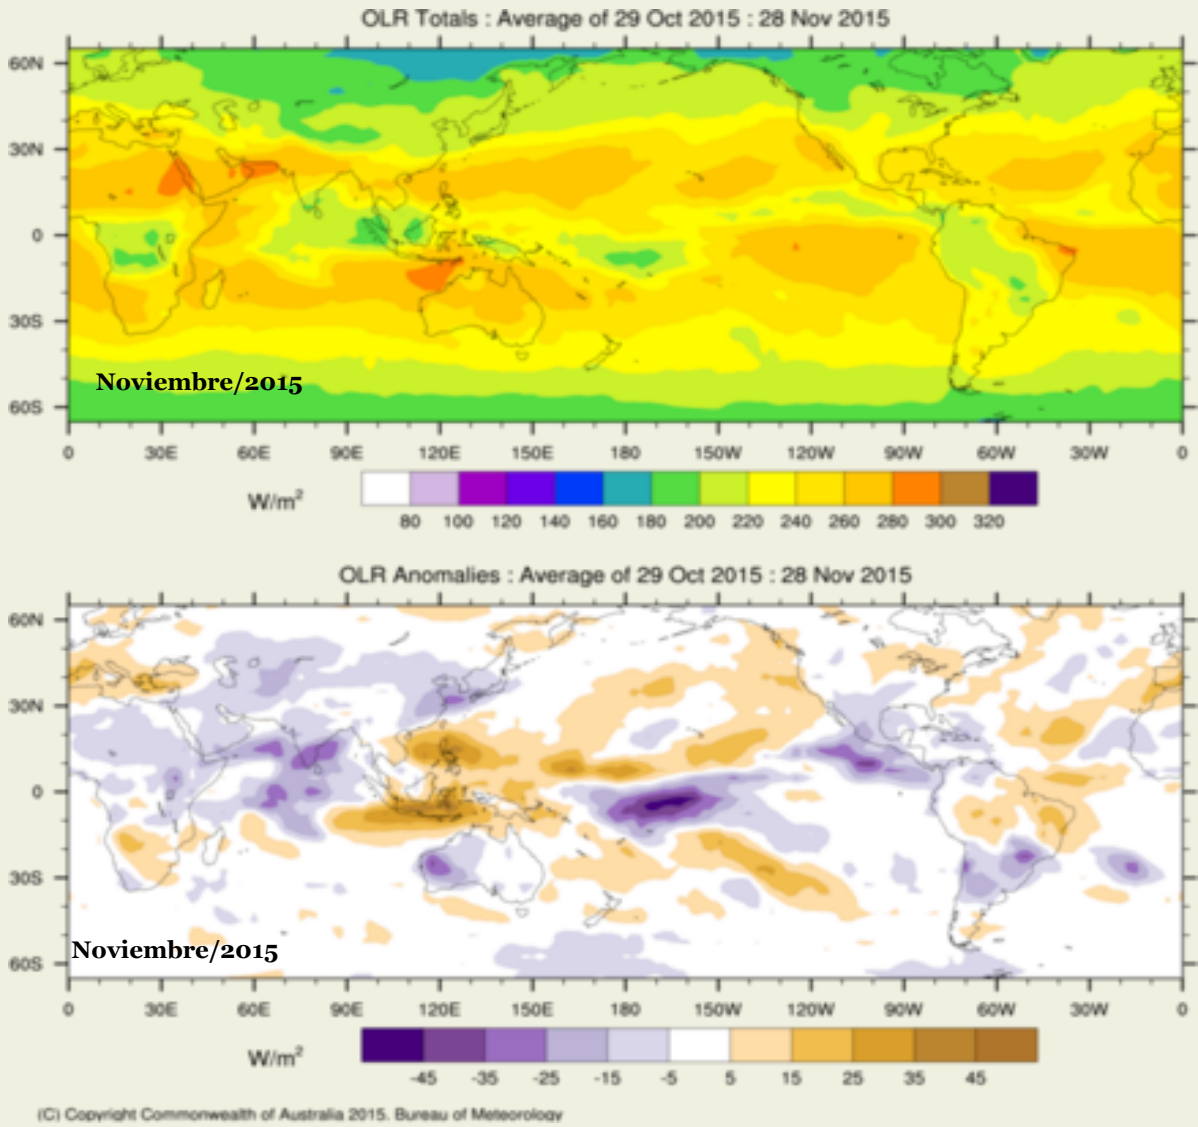 OLR Totals : Average of 29 Oct 2015 : 28 Nov 2015
60N
30N
0
30S
60S
Noviembre/2015
0 30E 60E 90E 120E 150E 180 150W 120W 90W 60W 30W 0
W/m²
80 100 120 140 160 180 200 220 240 260 280 300 320
OLR Anomalies : Average of 29 Oct 2015 : 28 Nov 2015
60N
30N
0
30S
60S
Noviembre/2015
0 30E 60E 90E 120E 150E 180 150W 120W 90W 60W 30W 0
W/m²
-45 -35 -25 -15 -5 5 15 25 35 45
(C) Copyright Commonwealth of Australia 2015. Bureau of Meteorology